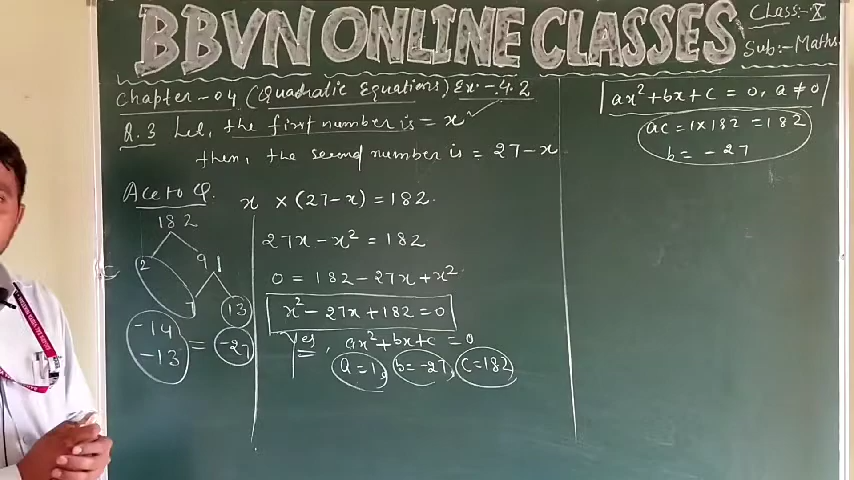 BBVN ONLINE CLASSES
Class:- X
Sub:- Maths
Chapter-04 (Quadratic Equations) Ex.-4.2
Q.3 Let, the first number is = x
then, the second number is = 27-x
Ac e to Q.
182
2 91
7 13
-14
-13
= -27
x × (27-x) = 182.
27x - x² = 182
0 = 182 - 27x + x²
x² - 27x + 182 = 0
Yes, ax² + bx + c = 0
a = 1, b = -27, c = 182
ax² + bx + c = 0, a ≠ 0
ac = 1 × 182 = 182
b = -27